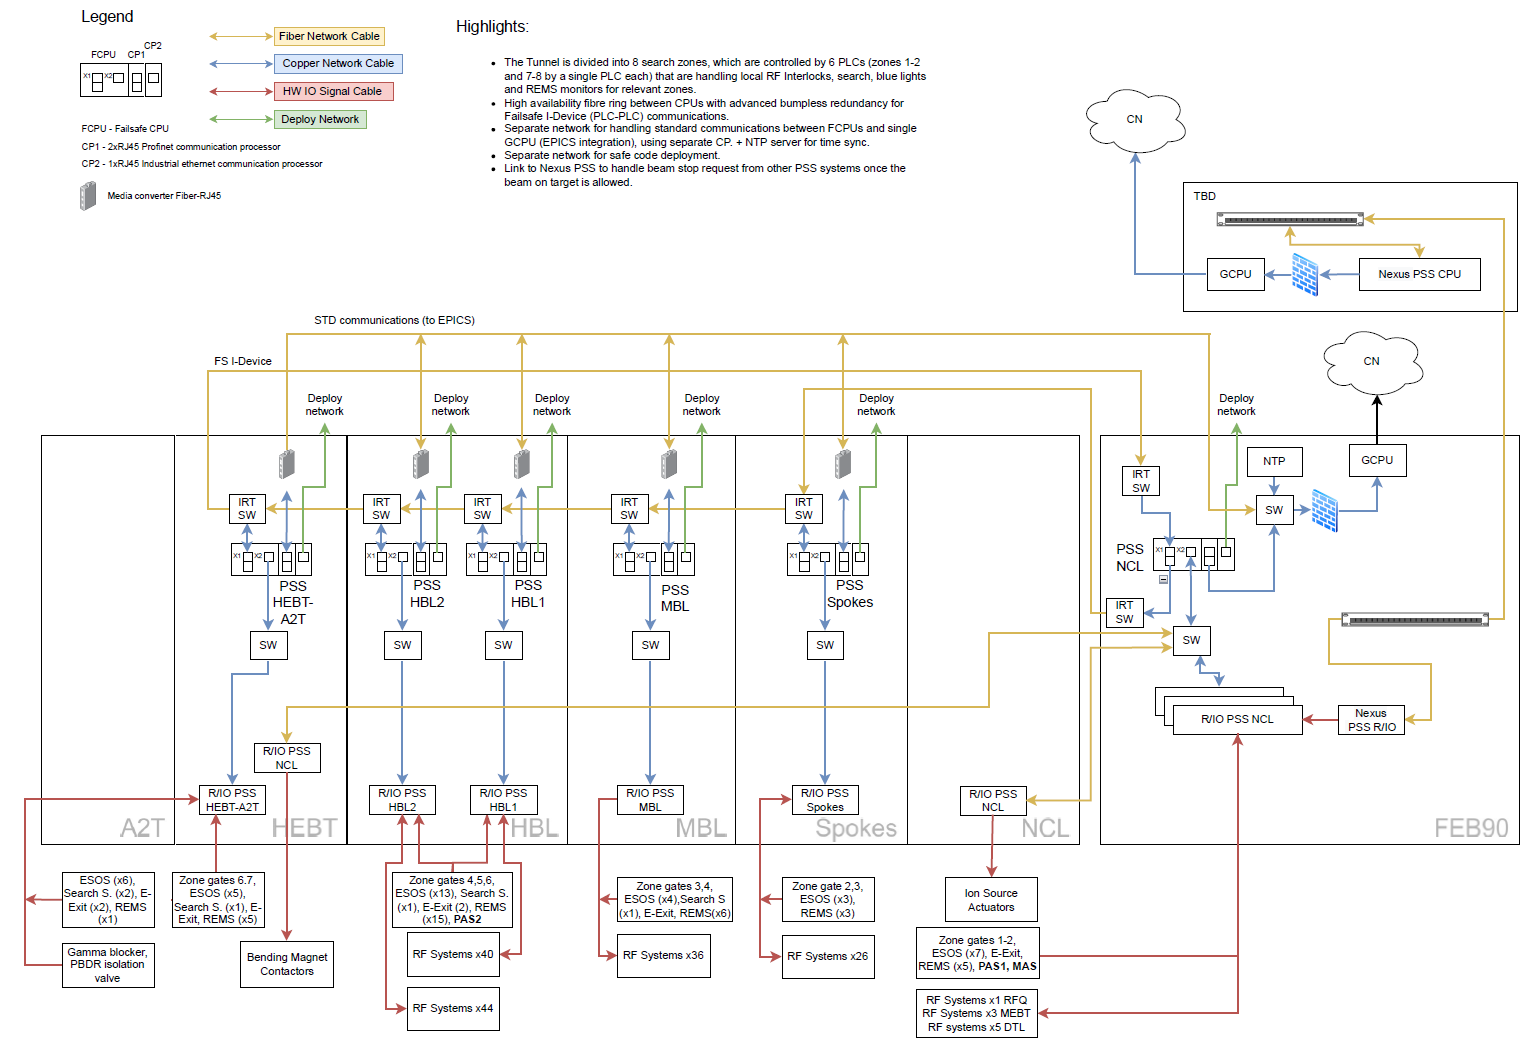 Legend
FCPU
CP1
CP2
X1
X2
Fiber Network Cable
Copper Network Cable
HW IO Signal Cable
Deploy Network
FCPU - Failsafe CPU
CP1 - 2xRJ45 Profinet communication processor
CP2 - 1xRJ45 Industrial ethernet communication processor
Media converter Fiber-RJ45
Highlights:
• The Tunnel is divided into 8 search zones, which are controlled by 6 PLCs (zones 1-2
and 7-8 by a single PLC each) that are handling local RF Interlocks, search, blue lights
and REMS monitors for relevant zones.
• High availability fibre ring between CPUs with advanced bumpless redundancy for
Failsafe I-Device (PLC-PLC) communications.
• Separate network for handling standard communications between FCPUs and single
GCPU (EPICS integration), using separate CP. + NTP server for time sync.
• Separate network for safe code deployment.
• Link to Nexus PSS to handle beam stop request from other PSS systems once the
beam on target is allowed.
CN
TBD
GCPU
Nexus PSS CPU
CN
STD communications (to EPICS)
FS I-Device
Deploy
network
Deploy
network
Deploy
network
Deploy
network
Deploy
network
Deploy
network
IRT
SW
IRT
SW
IRT
SW
IRT
SW
IRT
SW
IRT
SW
NTP
GCPU
SW
X1
X2
PSS
HEBT-
A2T
X1
X2
PSS
HBL2
X1
X2
PSS
HBL1
X1
X2
PSS
MBL
X1
X2
PSS
Spokes
PSS
NCL
X1
X2
IRT
SW
SW
SW
SW
SW
SW
SW
R/IO PSS NCL
Nexus
PSS R/IO
R/IO PSS
NCL
R/IO PSS
HEBT-A2T
R/IO PSS
HBL2
R/IO PSS
HBL1
R/IO PSS
MBL
R/IO PSS
Spokes
R/IO PSS
NCL
A2T
HEBT
HBL
MBL
Spokes
NCL
FEB90
ESOS (x6),
Search S. (x2), E-
Exit (x2), REMS
(x1)
Gamma blocker,
PBDR isolation
valve
Zone gates 6.7,
ESOS (x5),
Search S. (x1), E-
Exit, REMS (x5)
Bending Magnet
Contactors
Zone gates 4,5,6,
ESOS (x13), Search S.
(x1), E-Exit (2), REMS
(x15), PAS2
RF Systems x40
RF Systems x44
Zone gates 3,4,
ESOS (x4),Search S
(x1), E-Exit, REMS(x6)
RF Systems x36
Zone gate 2,3,
ESOS (x3),
REMS (x3)
RF Systems x26
Ion Source
Actuators
Zone gates 1-2,
ESOS (x7), E-Exit,
REMS (x5), PAS1, MAS
RF Systems x1 RFQ
RF Systems x3 MEBT
RF systems x5 DTL